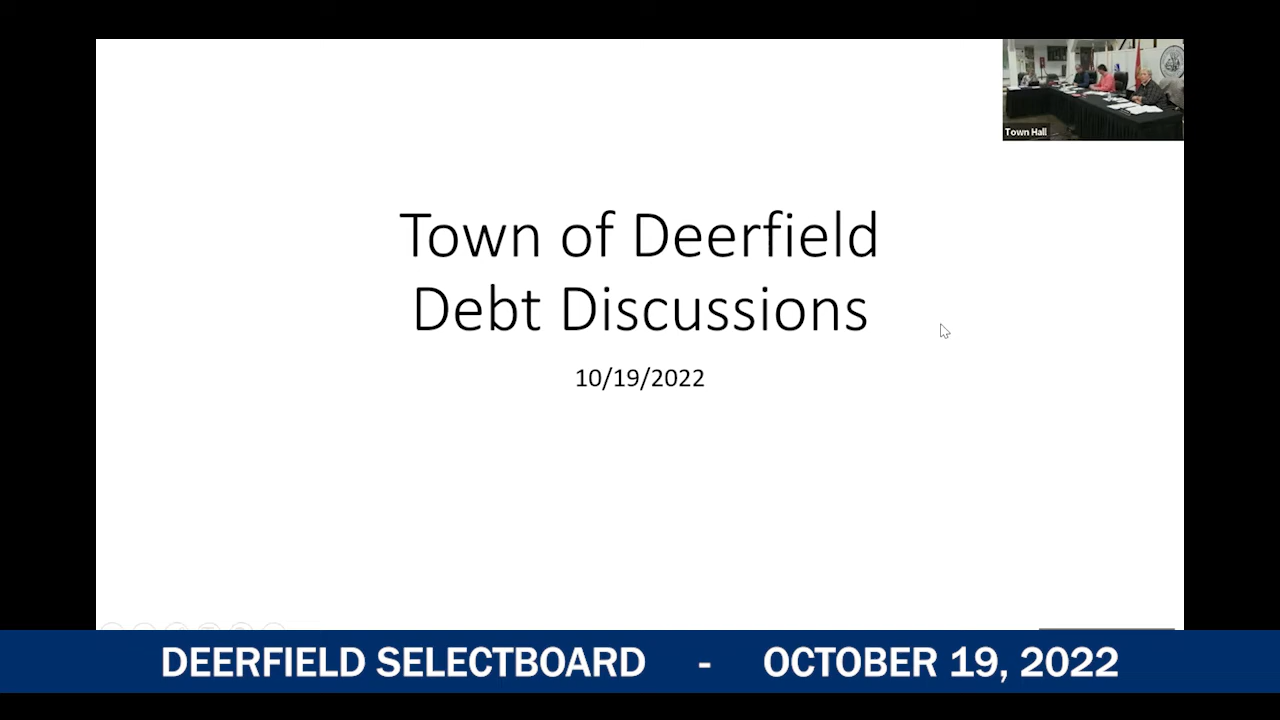 Town Hall
Town of Deerfield
Debt Discussions
10/19/2022
DEERFIELD SELECTBOARD - OCTOBER 19, 2022